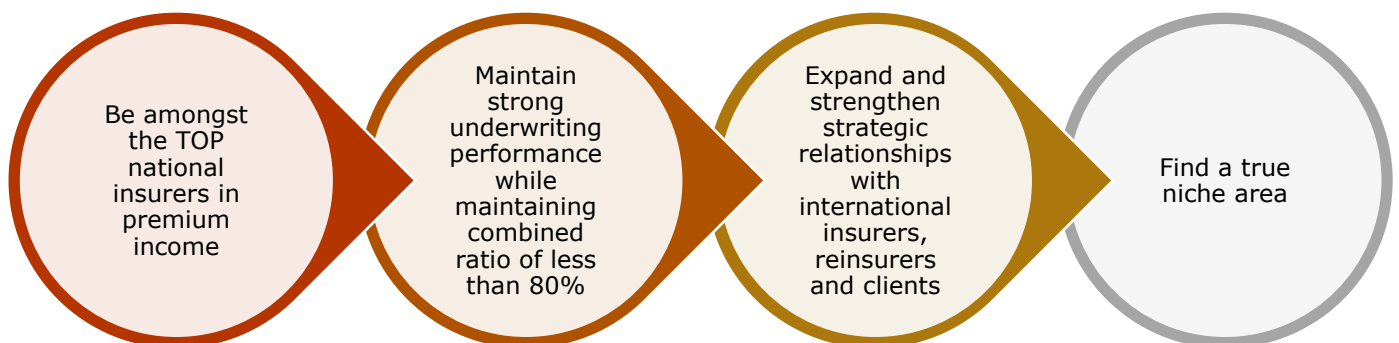 Be amongst
the TOP
national
insurers in
premium
income
Maintain
strong
underwriting
performance
while
maintaining
combined
ratio of less
than 80%
Expand and
strengthen
strategic
relationships
with
international
insurers,
reinsurers
and clients
Find a true
niche area